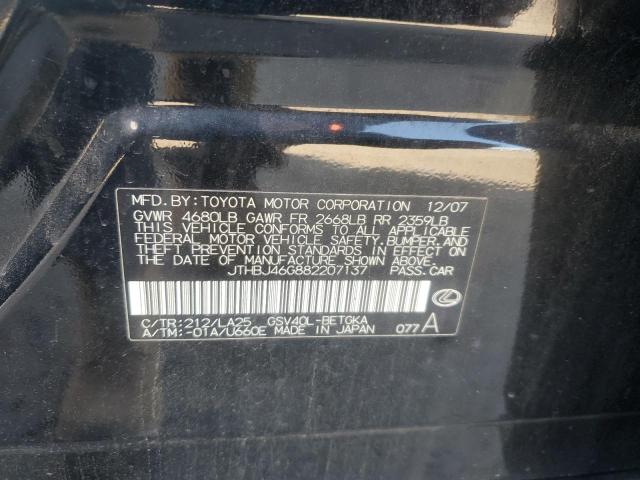 MFD.BY:TOYOTA MOTOR CORPORATION 12/07
GVWR 4680LB GAWR FR 2668LB RR 2359LB
THIS VEHICLE CONFORMS TO ALL APPLICABLE
FEDERAL MOTOR VEHICLE SAFETY, BUMPER, AND
THEFT PREVENTION STANDARDS IN EFFECT ON
THE DATE OF MANUFACTURE SHOWN ABOVE.
JTHBJ46G882207137 PASS.CAR
C/TR:212/LA25 GSV40L-BETGKA
A/TM:-01A/U660E MADE IN JAPAN 077 A